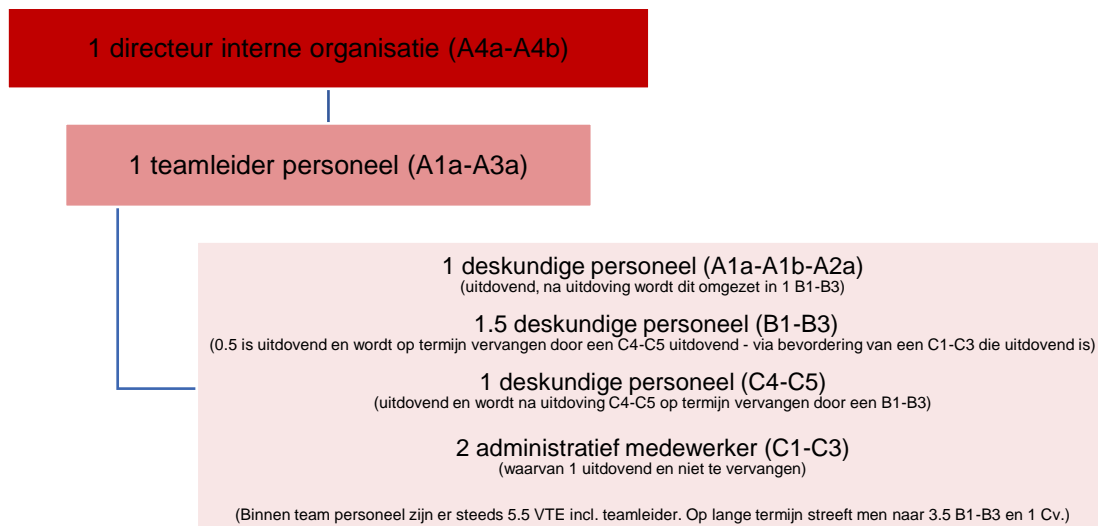 1 directeur interne organisatie (A4a-A4b)
1 teamleider personeel (A1a-A3a)
1 deskundige personeel (A1a-A1b-A2a)
(uitdovend, na uitdoving wordt dit omgezet in 1 B1-B3)
1.5 deskundige personeel (B1-B3)
(0.5 is uitdovend en wordt op termijn vervangen door een C4-C5 uitdovend - via bevordering van een C1-C3 die uitdovend is)
1 deskundige personeel (C4-C5)
(uitdovend en wordt na uitdoving C4-C5 op termijn vervangen door een B1-B3)
2 administratief medewerker (C1-C3)
(waarvan 1 uitdovend en niet te vervangen)
(Binnen team personeel zijn er steeds 5.5 VTE incl. teamleider. Op lange termijn streeft men naar 3.5 B1-B3 en 1 Cv.)